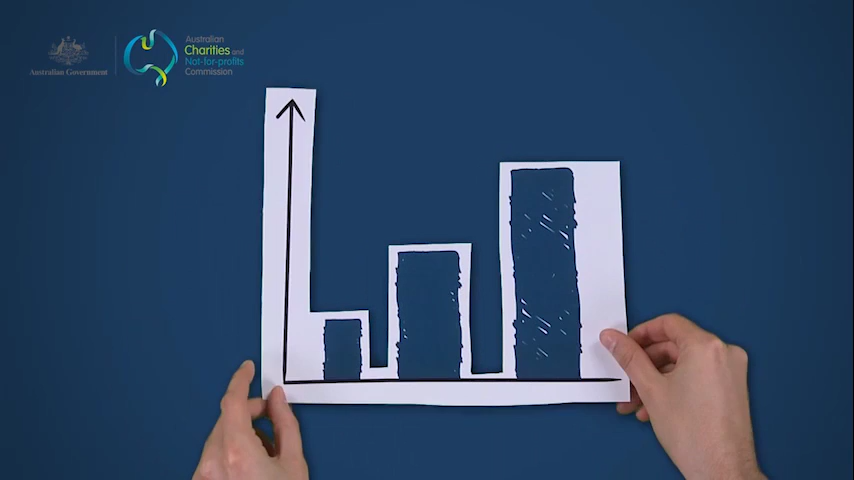 Australian Government
Australian
Charities and
Not-for-profits
Commission